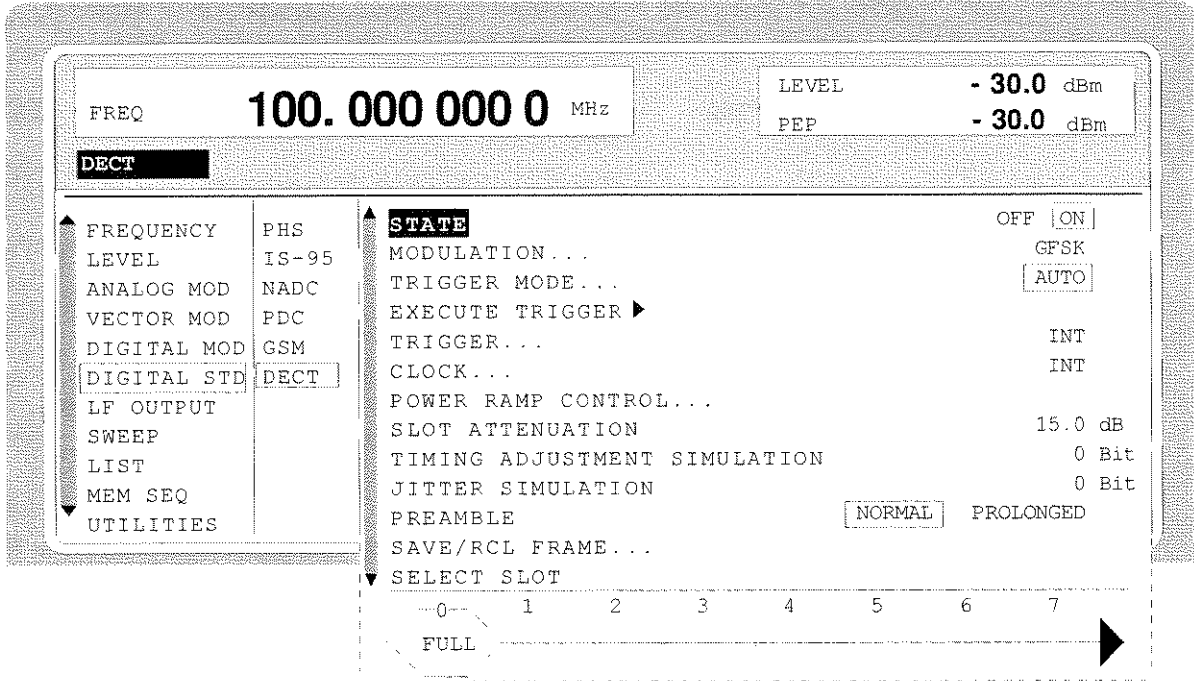 FREQ 100. 000 000 0 MHz
LEVEL - 30.0 dBm
PEP - 30.0 dBm
DECT
FREQUENCY
LEVEL
ANALOG MOD
VECTOR MOD
DIGITAL MOD
DIGITAL STD
LF OUTPUT
SWEEP
LIST
MEM SEQ
UTILITIES
PHS
IS-95
NADC
PDC
GSM
DECT
STATE OFF ON
MODULATION... GFSK
TRIGGER MODE... AUTO
EXECUTE TRIGGER
TRIGGER... INT
CLOCK... INT
POWER RAMP CONTROL...
SLOT ATTENUATION 15.0 dB
TIMING ADJUSTMENT SIMULATION 0 Bit
JITTER SIMULATION 0 Bit
PREAMBLE NORMAL PROLONGED
SAVE/RCL FRAME...
SELECT SLOT
0 1 2 3 4 5 6 7
FULL